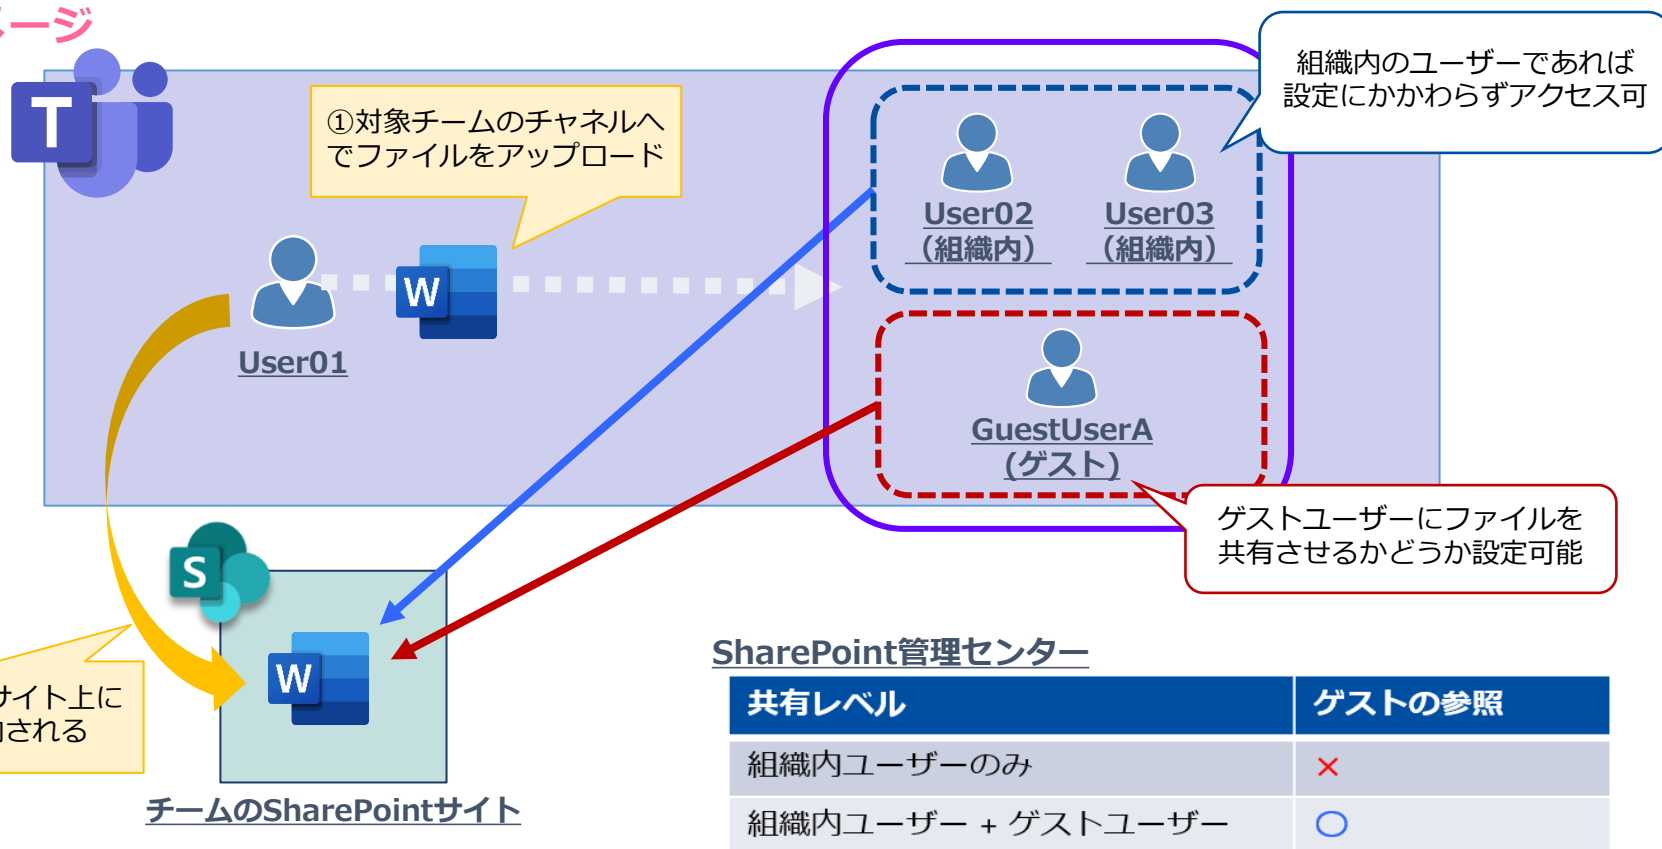 ージ
①対象チームのチャネルへ
でファイルをアップロード
組織内のユーザーであれば
設定にかかわらずアクセス可
T
W
User01
User02
（組織内）
User03
（組織内）
GuestUserA
(ゲスト)
ゲストユーザーにファイルを
共有させるかどうか設定可能
S
W
サイト上に
される
チームのSharePointサイト
SharePoint管理センター
共有レベル ゲストの参照
組織内ユーザーのみ ×
組織内ユーザー + ゲストユーザー 〇